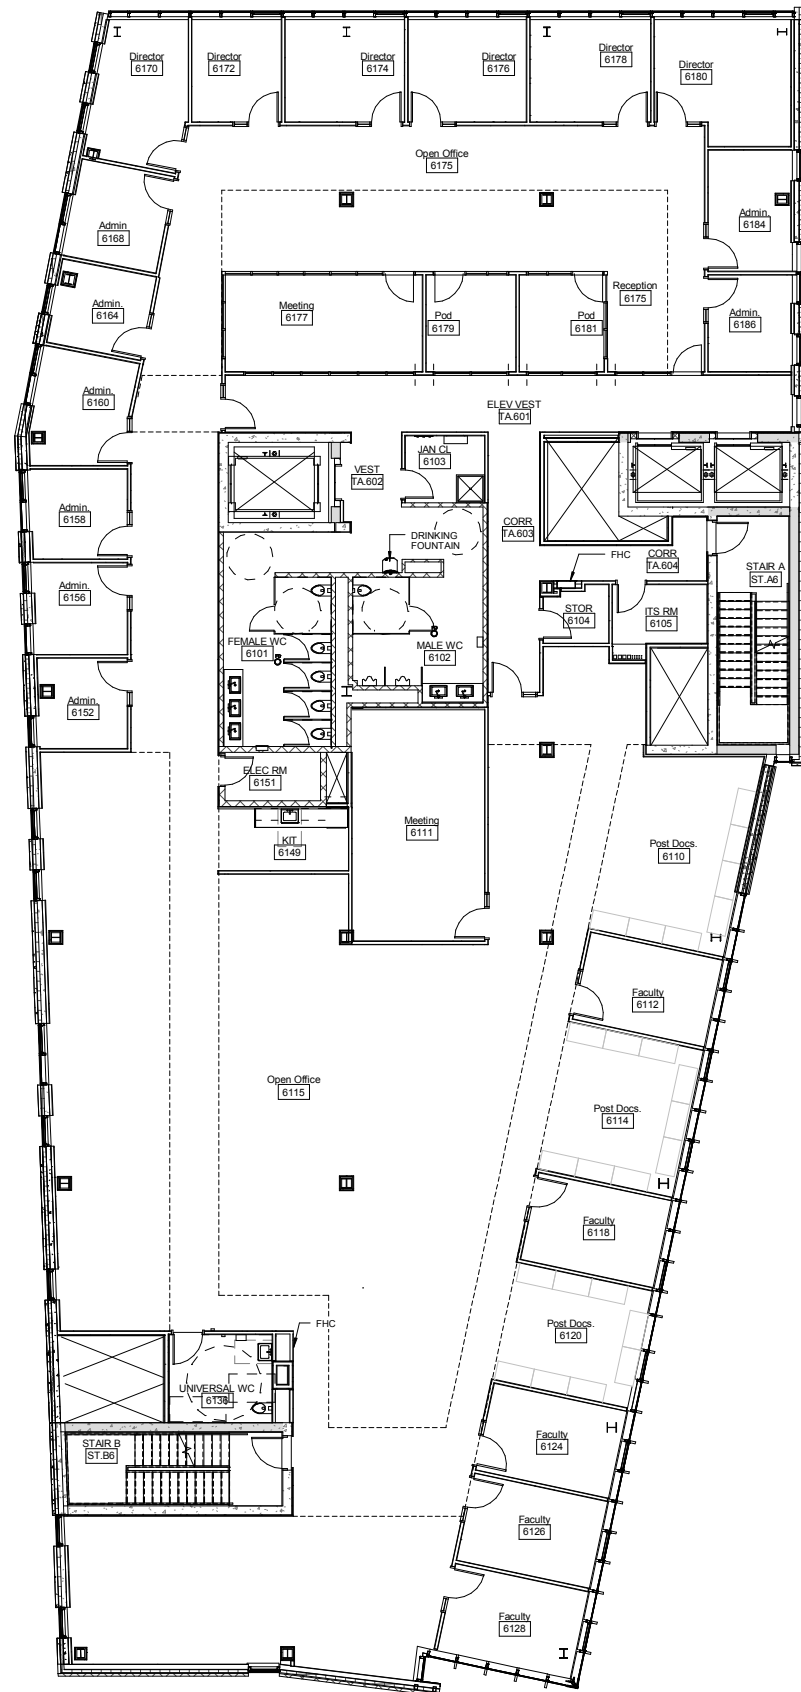 Director
6170
Director
6172
Director
6174
Director
6176
Director
6178
Director
6180
Open Office
6175
Admin
6168
Admin.
6184
Admin.
6164
Meeting
6177
Pod
6179
Pod
6181
Reception
6175
Admin.
6186
Admin.
6160
ELEV VEST
TA.601
JAN CL
6103
VEST
TA.602
Admin.
6158
DRINKING
FOUNTAIN
CORR
TA.603
FHC
CORR
TA.604
STAIR A
ST.A6
Admin.
6156
STOR
6104
ITS RM
6105
FEMALE WC
6101
MALE WC
6102
Admin.
6152
ELEC RM
6151
KIT
6149
Meeting
6111
Post Docs.
6110
Faculty
6112
Open Office
6115
Post Docs.
6114
Faculty
6118
FHC
Post Docs.
6120
UNIVERSAL WC
6136
STAIR B
ST.B6
Faculty
6124
Faculty
6126
Faculty
6128